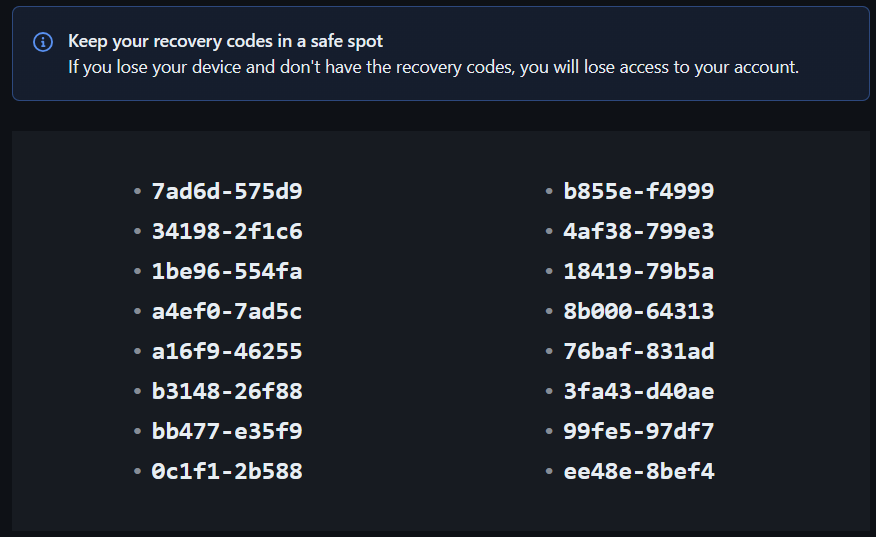 Keep your recovery codes in a safe spot
If you lose your device and don't have the recovery codes, you will lose access to your account.
7ad6d-575d9
34198-2f1c6
1be96-554fa
a4ef0-7ad5c
a16f9-46255
b3148-26f88
bb477-e35f9
0c1f1-2b588
b855e-f4999
4af38-799e3
18419-79b5a
8b000-64313
76baf-831ad
3fa43-d40ae
99fe5-97df7
ee48e-8bef4